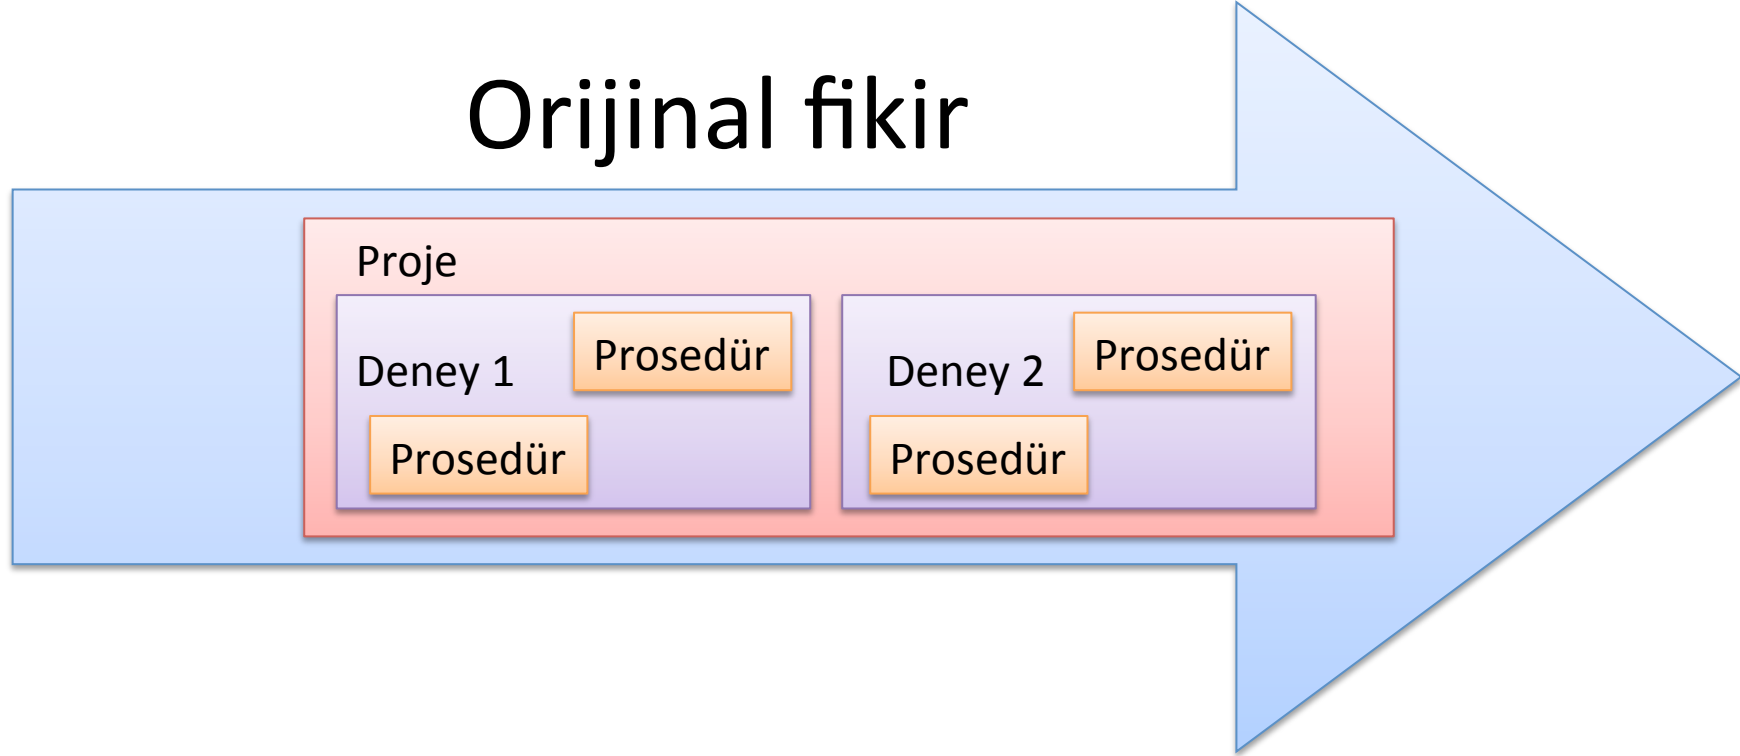 Orijinal fikir
Proje
Deney 1
Prosedür
Prosedür
Deney 2
Prosedür
Prosedür